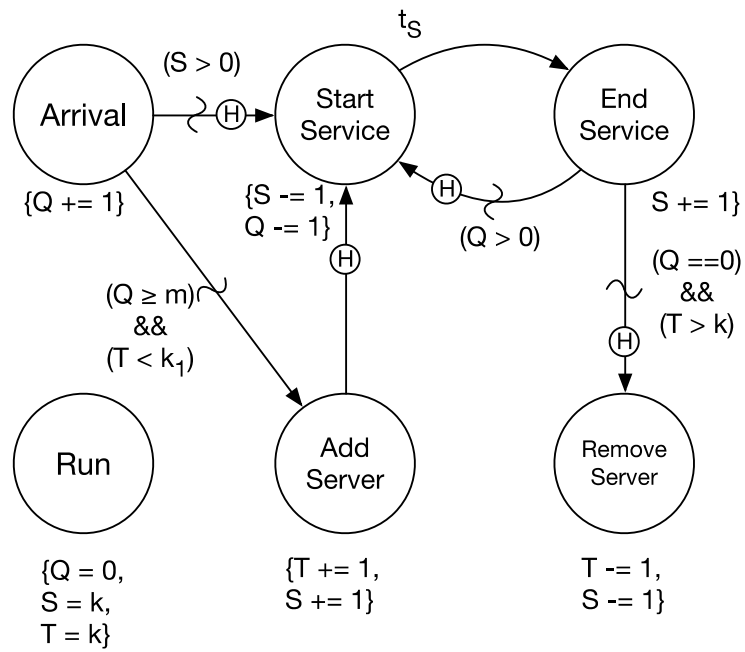 t_S
(S > 0)
H
Arrival
Start
Service
End
Service
{Q += 1}
{S -= 1,
Q -= 1}
H
(Q > 0)
S += 1}
H
(Q ≥ m)
&&
(T < k₁)
(Q ==0)
&&
(T > k)
H
Run
Add
Server
Remove
Server
{Q = 0,
S = k,
T = k}
{T += 1,
S += 1}
T -= 1,
S -= 1}